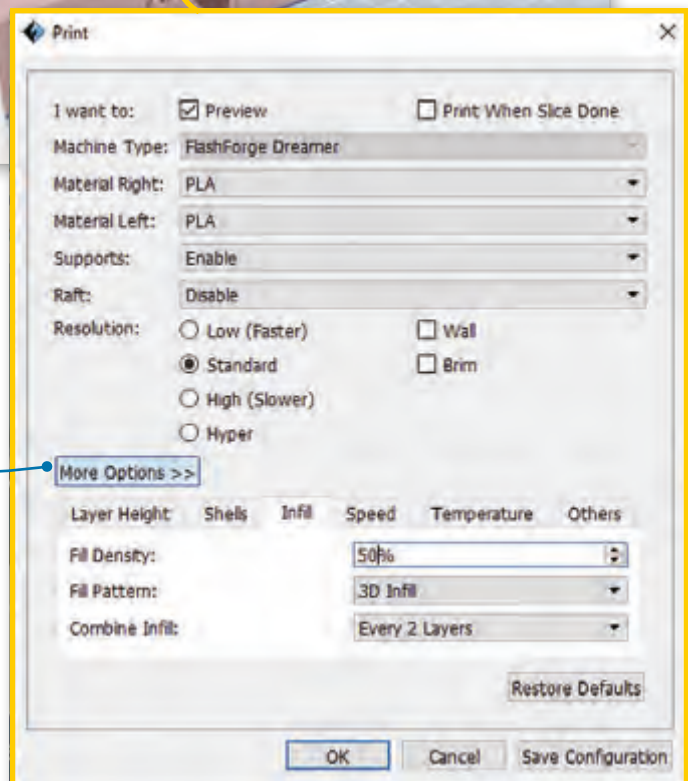 Print
I want to: Preview Print When Slice Done
Machine Type: FlashForge Dreamer
Material Right: PLA
Material Left: PLA
Supports: Enable
Raft: Disable
Resolution: Low (Faster) Wall
Standard Brim
High (Slower)
Hyper
More Options >>
Layer Height Shells Infill Speed Temperature Others
Fill Density: 50%
Fill Pattern: 3D Infill
Combine Infill: Every 2 Layers
Restore Defaults
OK Cancel Save Configuration